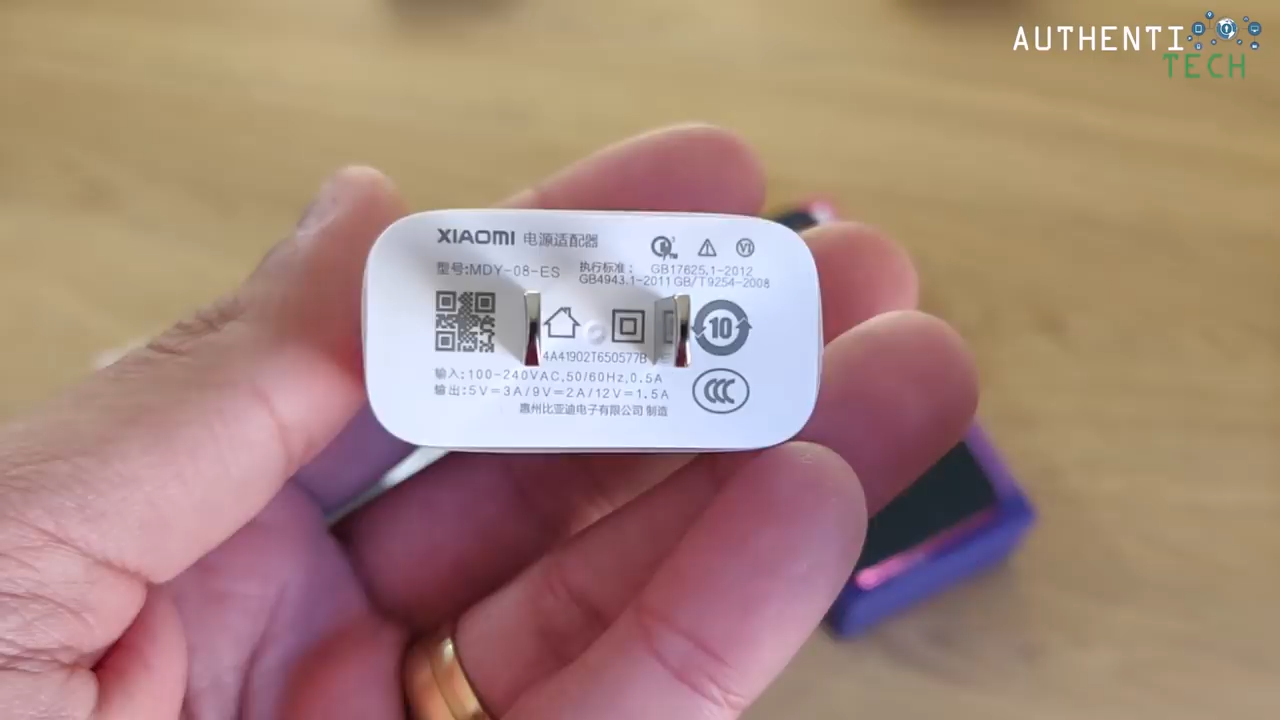 AUTHENTI
TECH
XIAOMI 电源适配器
型号:MDY-08-ES
执行标准: GB17625.1-2012
GB4943.1-2011 GB/T9254-2008
VI
10
4A41902T650577B
输入:100-240VAC,50/60Hz,0.5A
输出:5V=3A/9V=2A/12V=1.5A
惠州比亚迪电子有限公司 制造
CCC